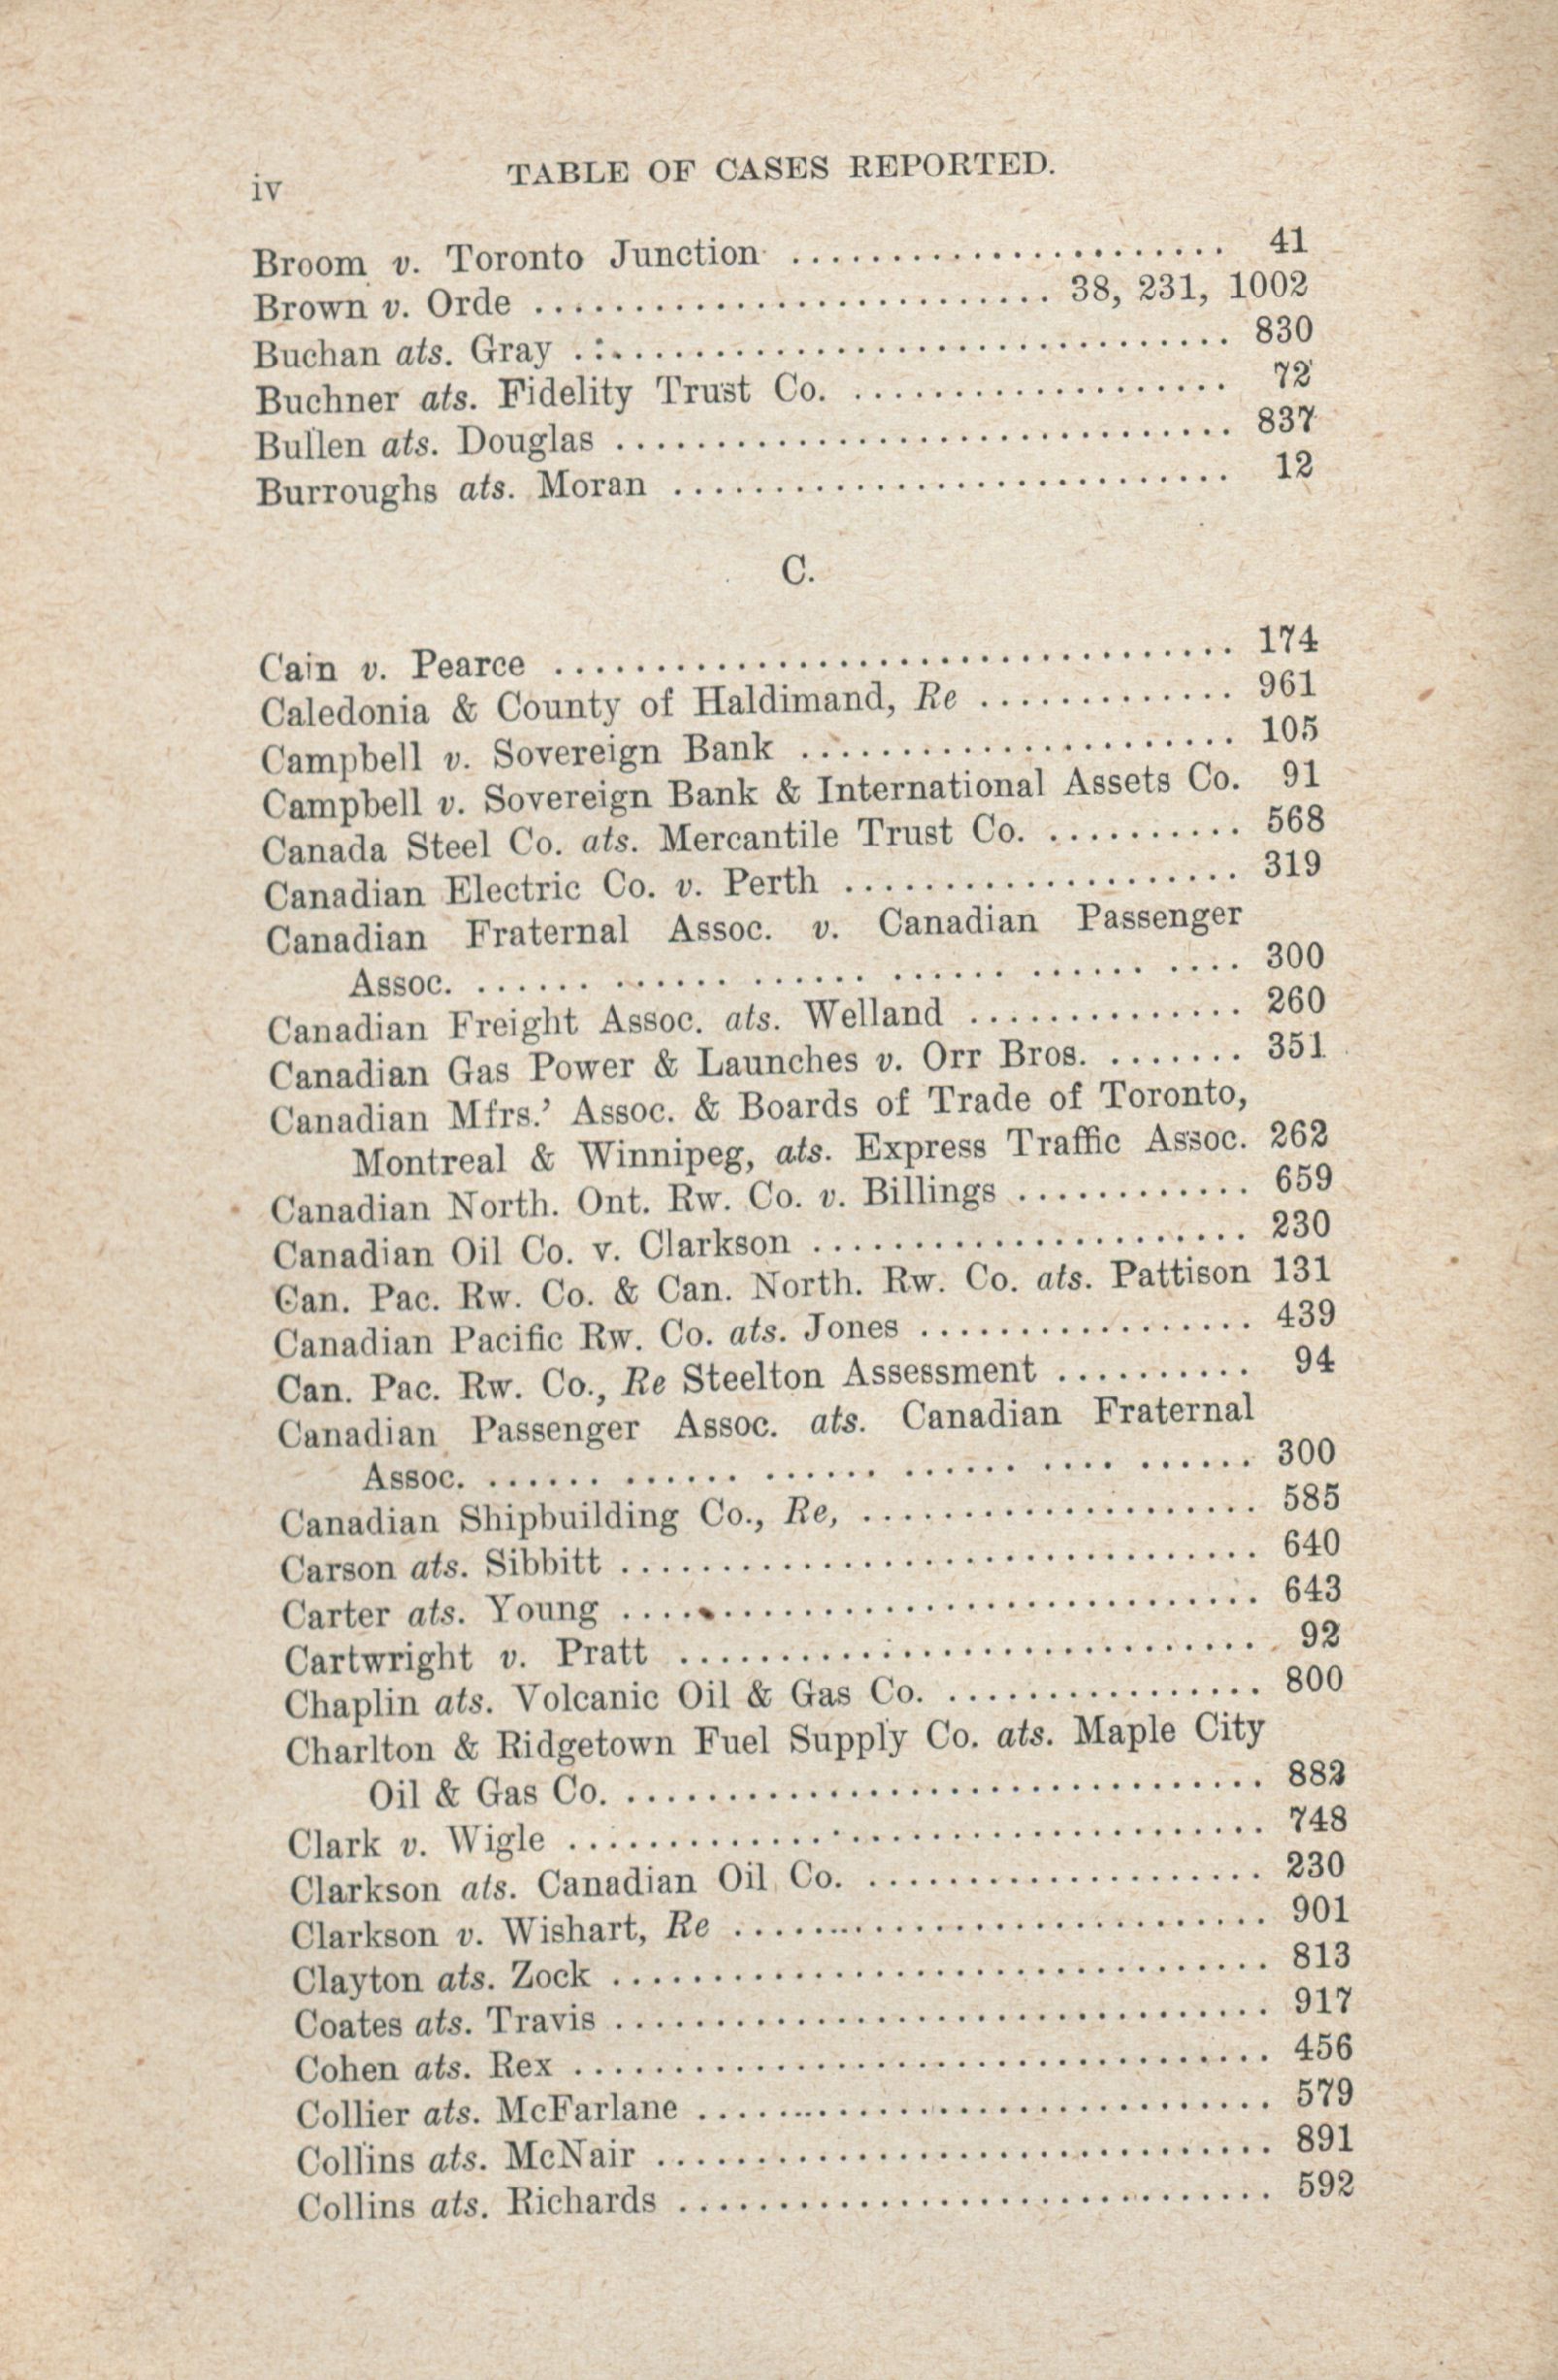 iv
TABLE OF CASES REPORTED.
Broom v. Toronto Junction ........................ 41
Brown v. Orde .......................... 38, 231, 1002
Buchan ats. Gray .................................. 830
Buchner ats. Fidelity Trust Co. ................... 72
Bullen ats. Douglas ............................... 837
Burroughs ats. Moran ............................ 12
C.
Cain v. Pearce .................................. 174
Caledonia & County of Haldimand, Re ............. 961
Campbell v. Sovereign Bank ...................... 105
Campbell v. Sovereign Bank & International Assets Co. 91
Canada Steel Co. ats. Mercantile Trust Co. .......... 568
Canadian Electric Co. v. Perth .................... 319
Canadian Fraternal Assoc. v. Canadian Passenger
Assoc. ...... ...... ...... ...... ...... .... 300
Canadian Freight Assoc. ats. Welland .............. 260
Canadian Gas Power & Launches v. Orr Bros. ....... 351
Canadian Mfrs.' Assoc. & Boards of Trade of Toronto,
Montreal & Winnipeg, ats. Express Traffic Assoc. 262
Canadian North. Ont. Rw. Co. v. Billings ............ 659
Canadian Oil Co. v. Clarkson ...................... 230
Can. Pac. Rw. Co. & Can. North. Rw. Co. ats. Pattison 131
Canadian Pacific Rw. Co. ats. Jones ................. 439
Can. Pac. Rw. Co., Re Steelton Assessment .......... 94
Canadian Passenger Assoc. ats. Canadian Fraternal
Assoc. ...... ...... ...... ...... .... ...... 300
Canadian Shipbuilding Co., Re, .................... 585
Carson ats. Sibbitt ................................ 640
Carter ats. Young ................................ 643
Cartwright v. Pratt ............................. 92
Chaplin ats. Volcanic Oil & Gas Co. ................ 800
Charlton & Ridgetown Fuel Supply Co. ats. Maple City
Oil & Gas Co. ................................ 882
Clark v. Wigle ................................... 748
Clarkson ats. Canadian Oil Co. .................... 230
Clarkson v. Wishart, Re ........................... 901
Clayton ats. Zock ................................. 813
Coates ats. Travis ................................. 917
Cohen ats. Rex ................................... 456
Collier ats. McFarlane ............................. 579
Collins ats. McNair ............................... 891
Collins ats. Richards .............................. 592